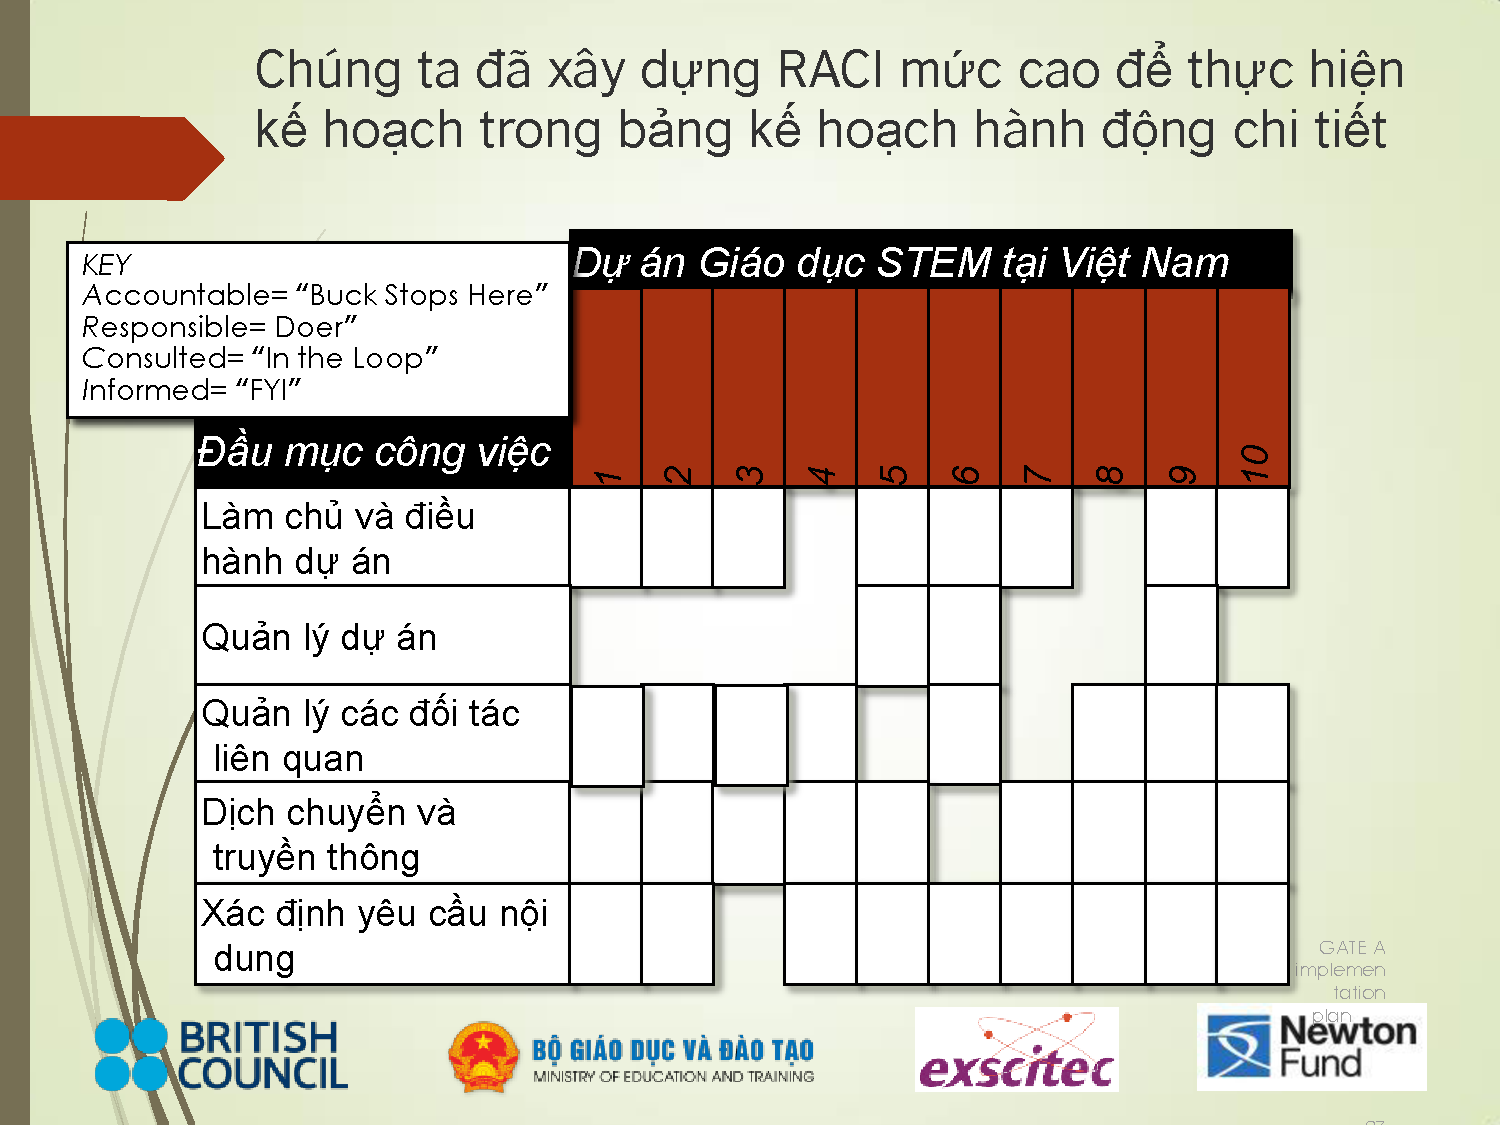 Chúng ta đã xây dựng RACI mức cao để thực hiện
kế hoạch trong bảng kế hoạch hành động chi tiết
KEY
Accountable= “Buck Stops Here”
Responsible= Doer”
Consulted= “In the Loop”
Informed= “FYI”
Dự án Giáo dục STEM tại Việt Nam
Đầu mục công việc
1 2 3 4 5 6 7 8 9 10
Làm chủ và điều
hành dự án
Quản lý dự án
Quản lý các đối tác
liên quan
Dịch chuyển và
truyền thông
Xác định yêu cầu nội
dung
GATE A
implemen
tation
plan
BRITISH
COUNCIL
BỘ GIÁO DỤC VÀ ĐÀO TẠO
MINISTRY OF EDUCATION AND TRAINING
exscitec
Newton
Fund